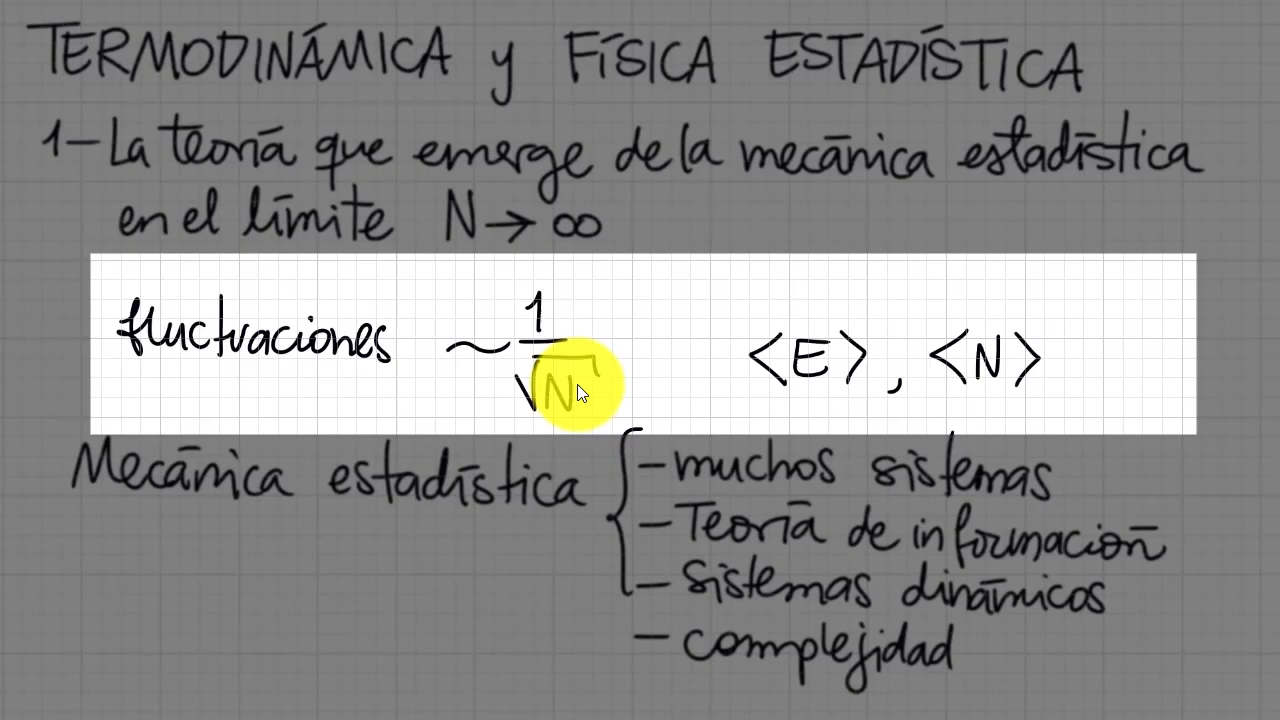 TERMODINÁMICA y FÍSICA ESTADÍSTICA
1- La teoría que emerge de la mecánica estadística
en el límite N → ∞
fluctuaciones ~ 1/√N <E>, <N>
Mecánica estadística { - muchos sistemas
- Teoría de información
- sistemas dinámicos
- complejidad